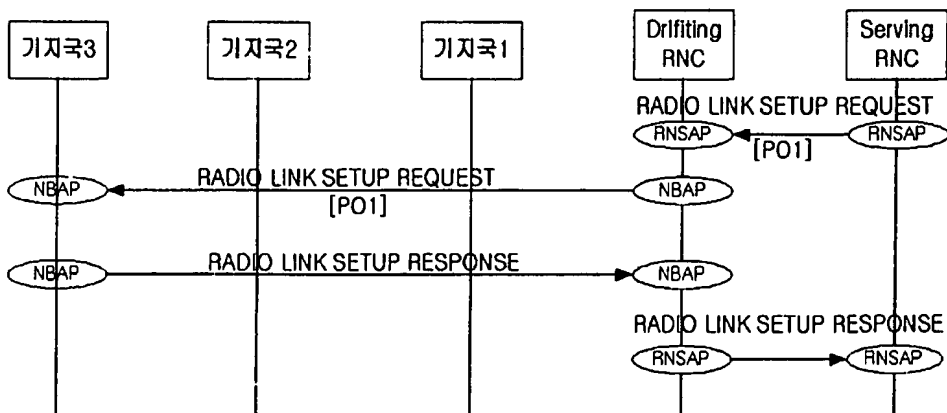 기지국3
기지국2
기지국1
Drlfiting
RNC
Serving
RNC
RADIO LINK SETUP REQUEST
RNSAP
RNSAP
[PO1]
RADIO LINK SETUP REQUEST
NBAP
NBAP
[PO1]
RADIO LINK SETUP RESPONSE
NBAP
NBAP
RADIO LINK SETUP RESPONSE
RNSAP
RNSAP